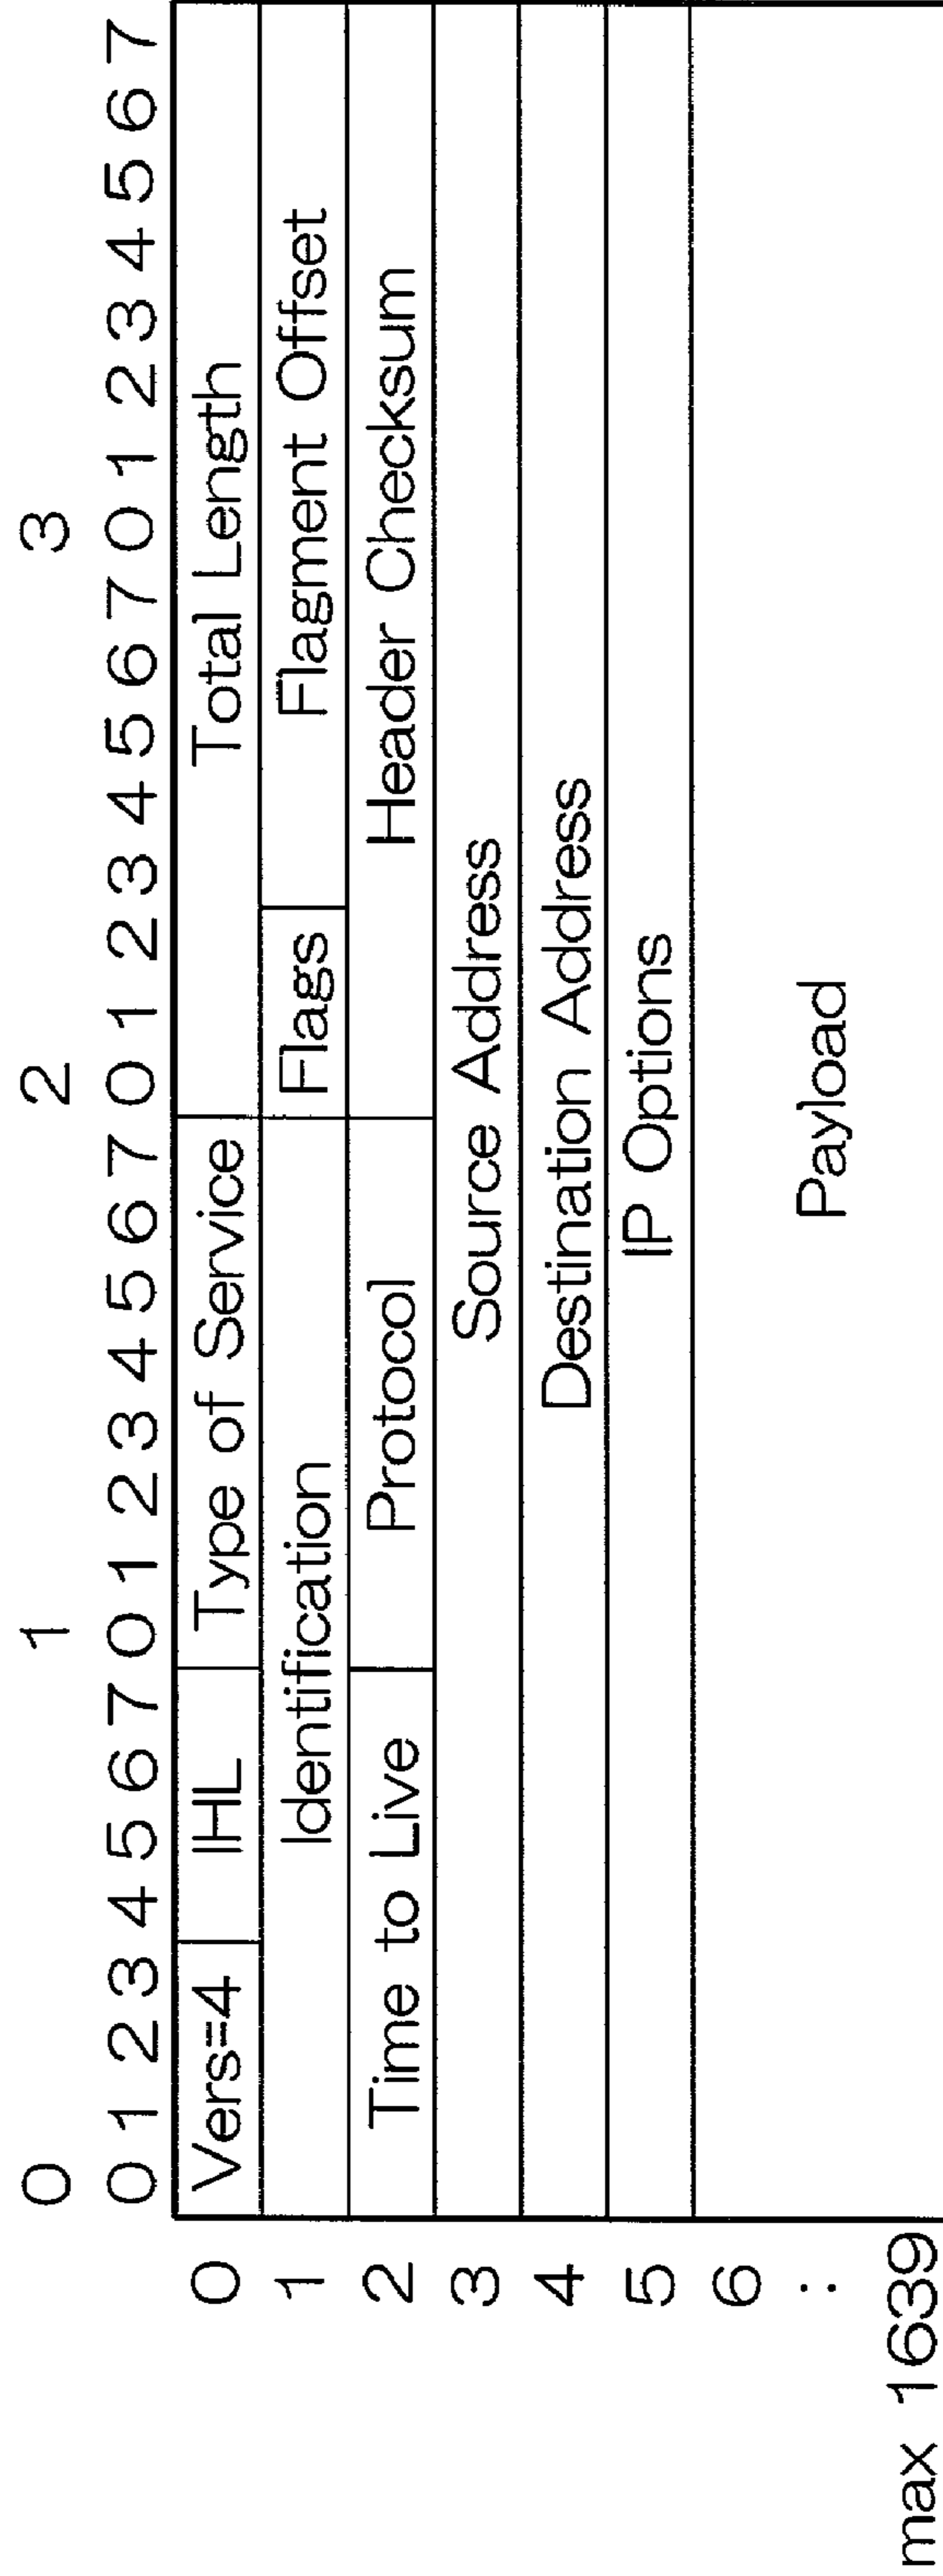 0 1 2 3
0 1 2 3 4 5 6 7 0 1 2 3 4 5 6 7 0 1 2 3 4 5 6 7 0 1 2 3 4 5 6 7
0 Vers=4 IHL Type of Service Total Length
1 Identification Flags Flagment Offset
2 Time to Live Protocol Header Checksum
3 Source Address
4 Destination Address
5 IP Options
6
: Payload
max 1639